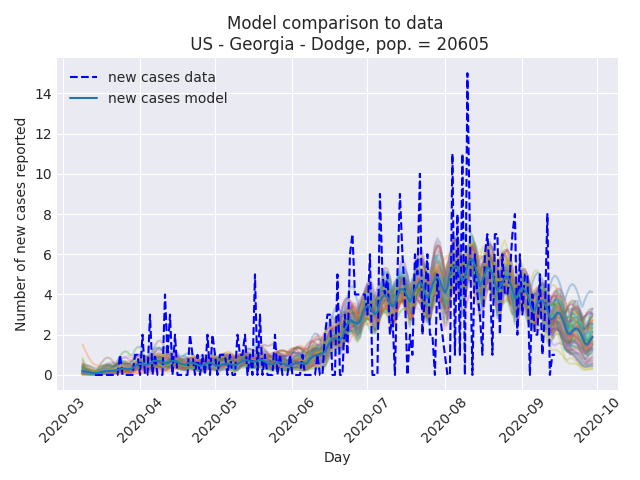 Model comparison to data
US - Georgia - Dodge, pop. = 20605
new cases data
new cases model
Number of new cases reported
14
12
10
8
6
4
2
0
2020-03
2020-04
2020-05
2020-06
2020-07
2020-08
2020-09
2020-10
Day